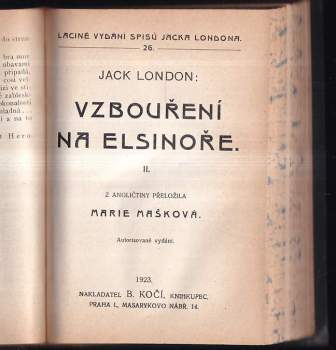 LACINÉ VYDÁNÍ SPISŮ JACKA LONDONA.
26.
JACK LONDON:
VZBOUŘENÍ
NA ELSINOŘE.
II.
Z ANGLIČTINY PŘELOŽILA
MARIE MAŠKOVÁ.
Autorisované vydání.
1923.
NAKLADATEL B. KOČÍ, KNIHKUPEC,
PRAHA I., MASARYKOVO NÁBŘ. 14.